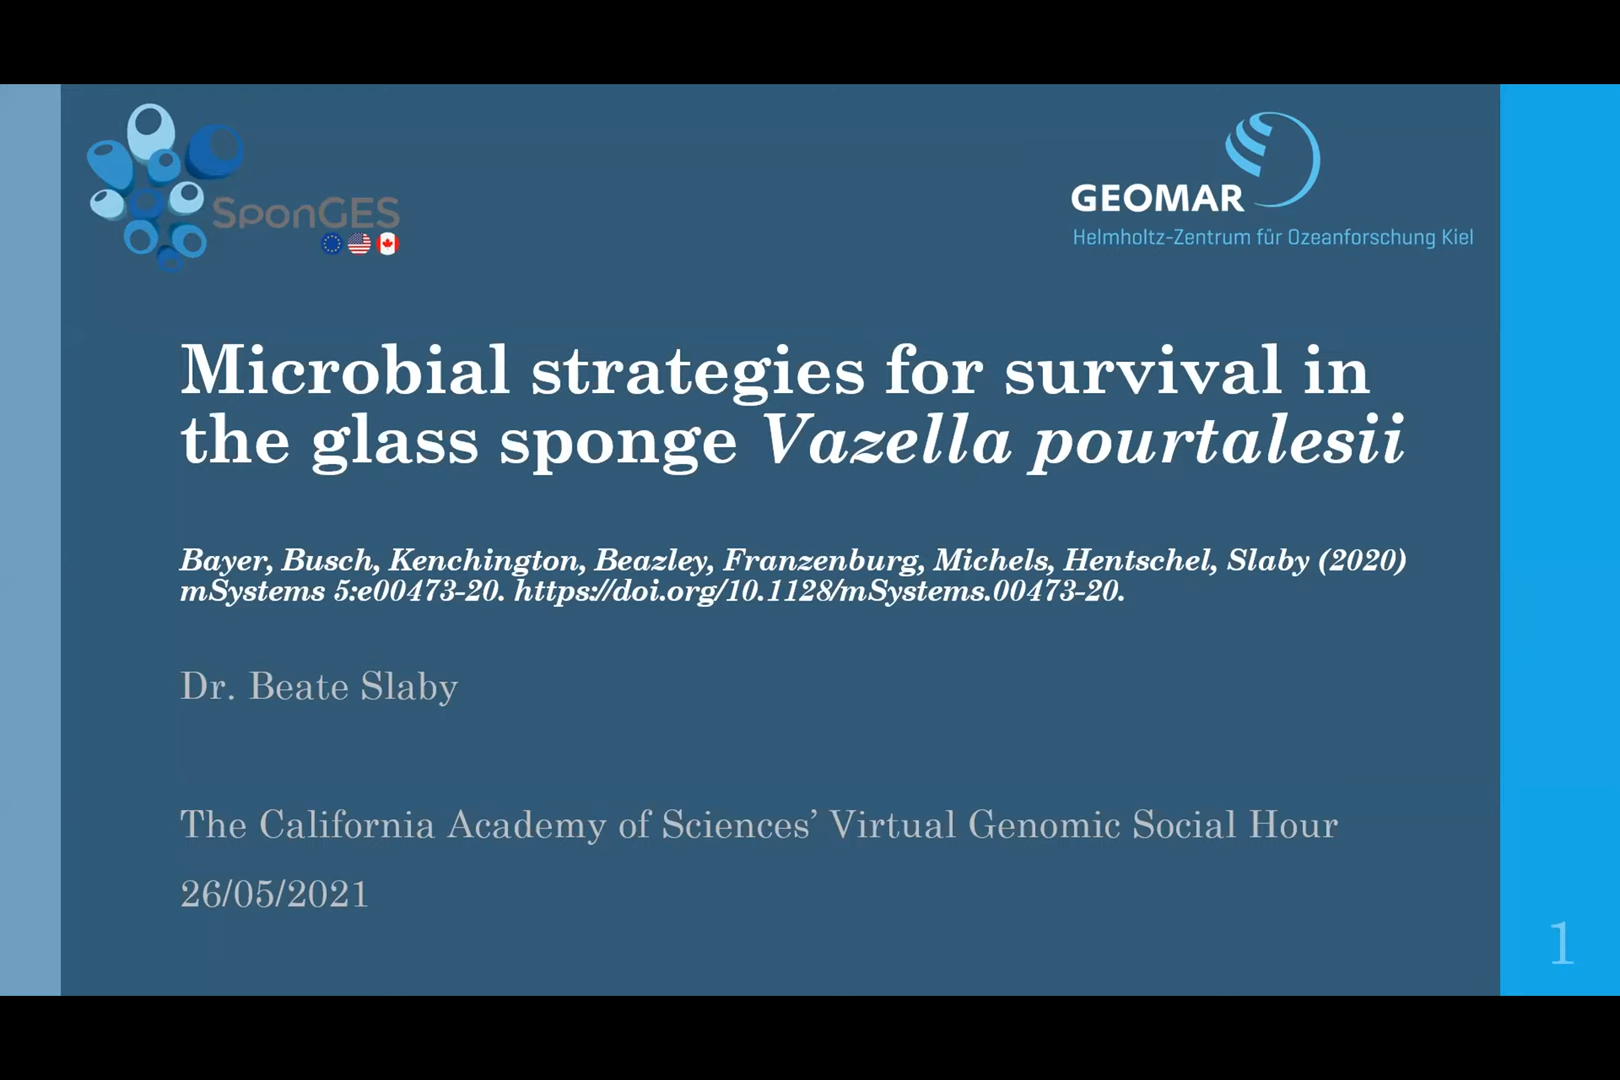 SponGES
GEOMAR
Helmholtz-Zentrum für Ozeanforschung Kiel
Microbial strategies for survival in
the glass sponge Vazella pourtalesii
Bayer, Busch, Kenchington, Beazley, Franzenburg, Michels, Hentschel, Slaby (2020)
mSystems 5:e00473-20. https://doi.org/10.1128/mSystems.00473-20.
Dr. Beate Slaby
The California Academy of Sciences’ Virtual Genomic Social Hour
26/05/2021
1